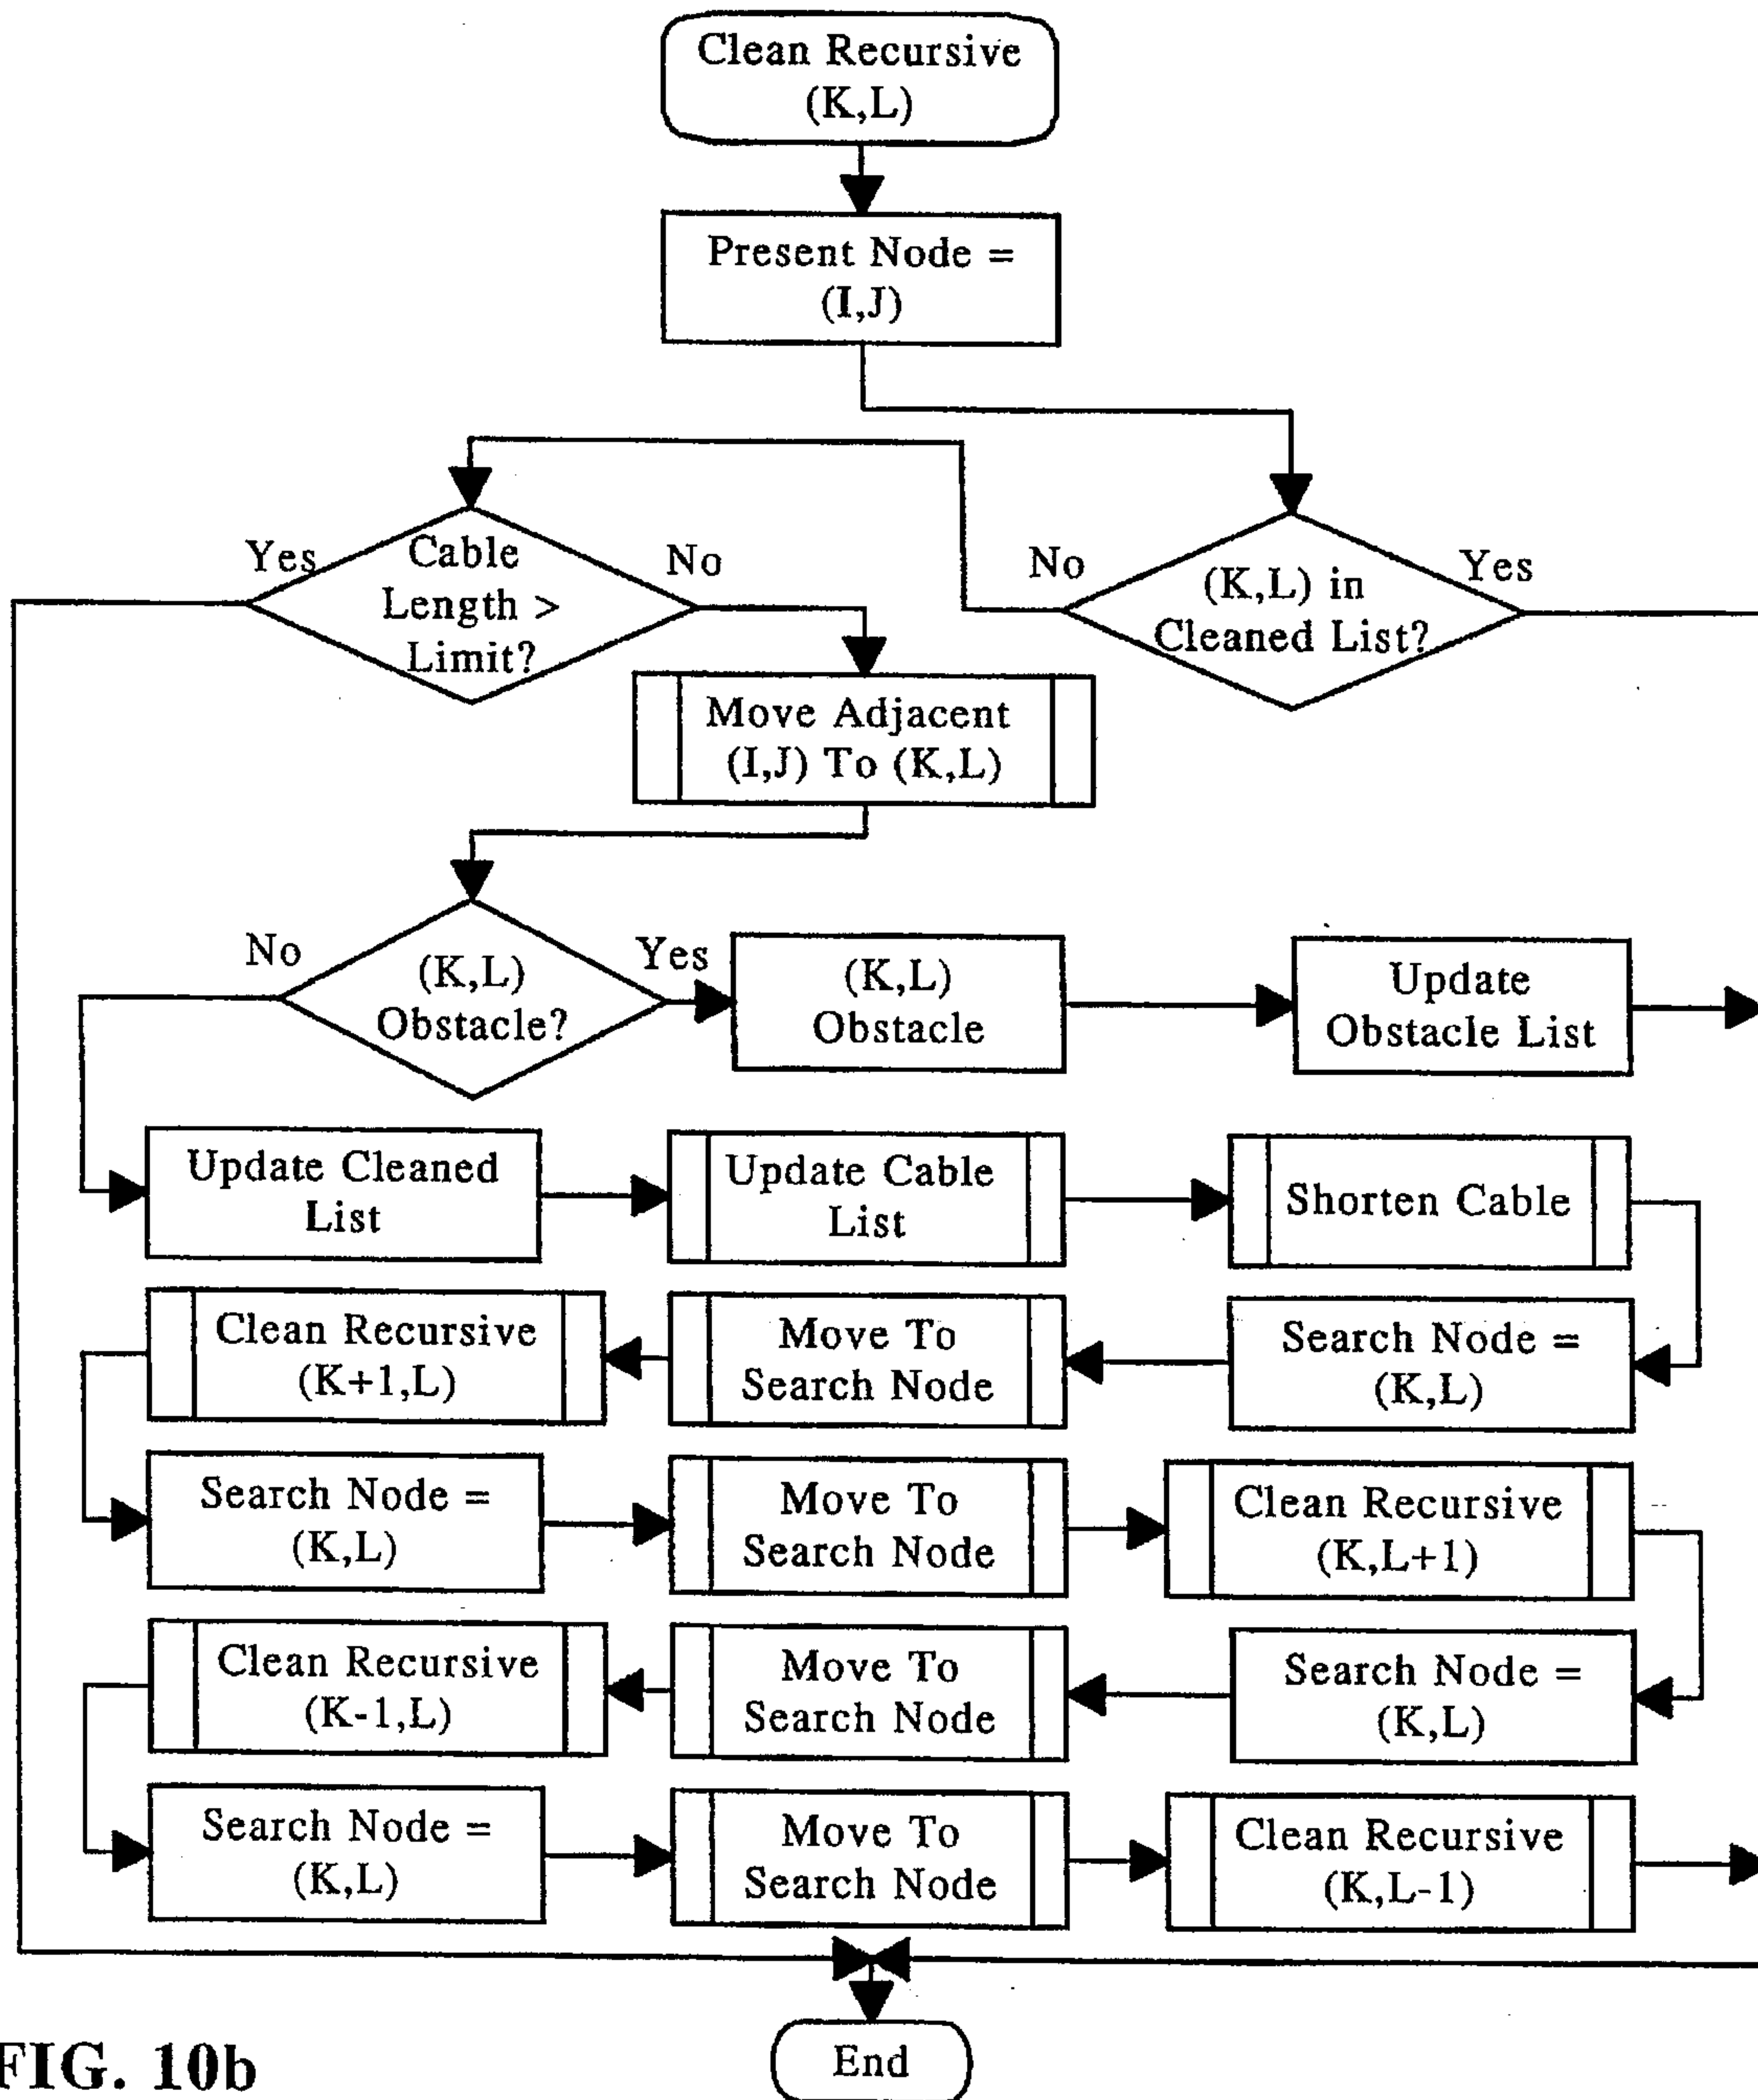 Clean Recursive
(K,L)
Present Node =
(I,J)
Yes
Cable
Length >
Limit?
No
No
(K,L) in
Cleaned List?
Yes
Move Adjacent
(I,J) To (K,L)
No
(K,L)
Obstacle?
Yes
(K,L)
Obstacle
Update
Obstacle List
Update Cleaned
List
Update Cable
List
Shorten Cable
Clean Recursive
(K+1,L)
Move To
Search Node
Search Node =
(K,L)
Search Node =
(K,L)
Move To
Search Node
Clean Recursive
(K,L+1)
Clean Recursive
(K-1,L)
Move To
Search Node
Search Node =
(K,L)
Search Node =
(K,L)
Move To
Search Node
Clean Recursive
(K,L-1)
End
FIG. 10b